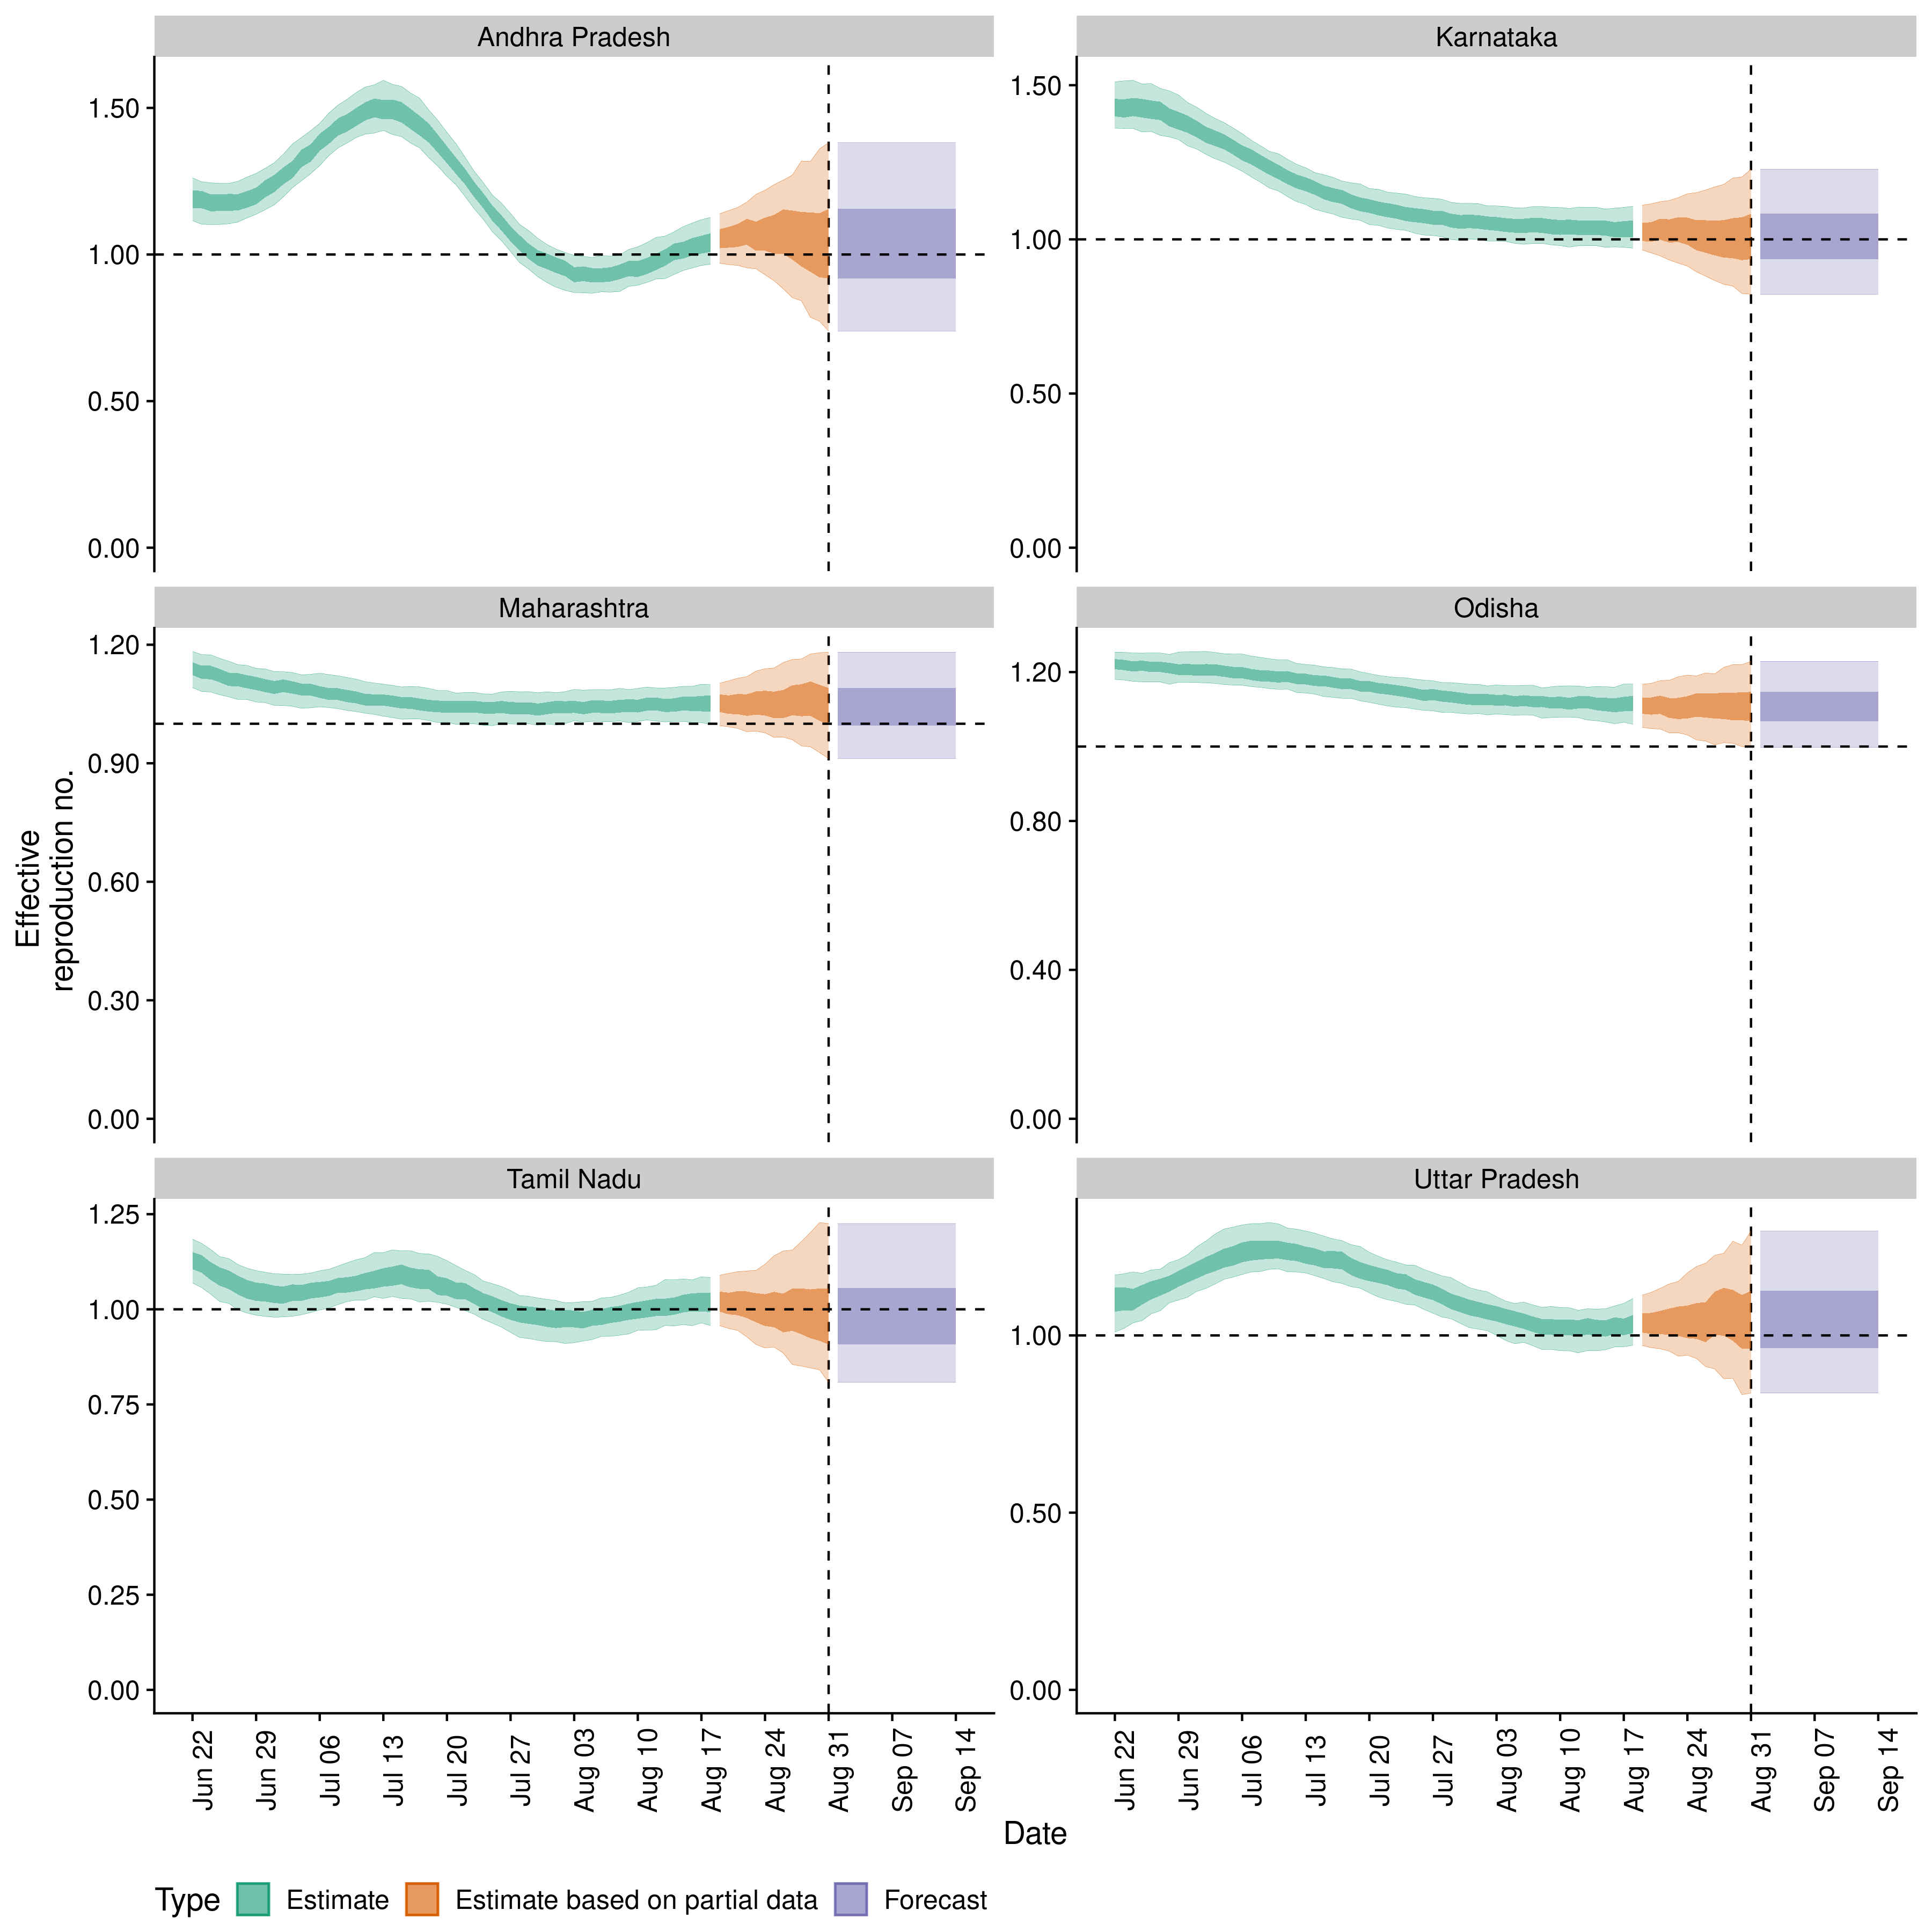 Andhra Pradesh
Karnataka
1.50
1.00
0.50
0.00
1.50
1.00
0.50
0.00
Maharashtra
Odisha
1.20
0.90
0.60
0.30
0.00
1.20
0.80
0.40
0.00
Effective
reproduction no.
Tamil Nadu
Uttar Pradesh
1.25
1.00
0.75
0.50
0.25
0.00
1.00
0.50
0.00
Jun 22
Jun 29
Jul 06
Jul 13
Jul 20
Jul 27
Aug 03
Aug 10
Aug 17
Aug 24
Aug 31
Sep 07
Sep 14
Jun 22
Jun 29
Jul 06
Jul 13
Jul 20
Jul 27
Aug 03
Aug 10
Aug 17
Aug 24
Aug 31
Sep 07
Sep 14
Date
Type Estimate Estimate based on partial data Forecast